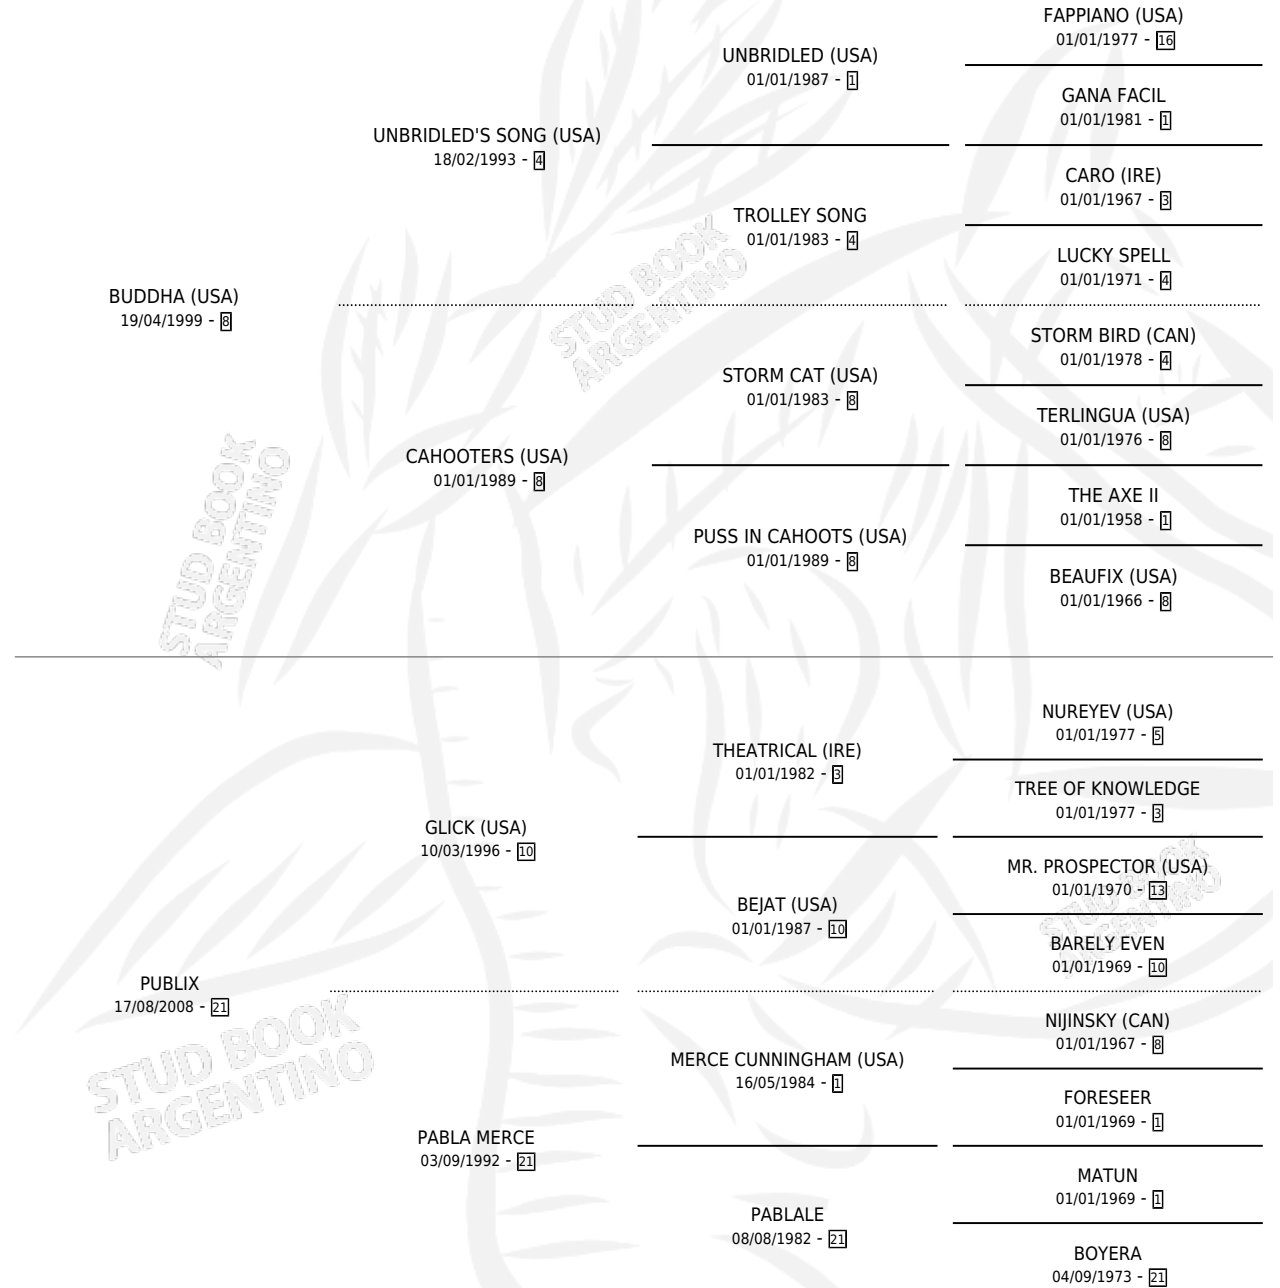 FAPPIANO (USA)
01/01/1977 - 16
UNBRIDLED (USA)
01/01/1987 - 1
GANA FACIL
01/01/1981 - 1
UNBRIDLED'S SONG (USA)
18/02/1993 - 4
CARO (IRE)
01/01/1967 - 3
TROLLEY SONG
01/01/1983 - 4
LUCKY SPELL
01/01/1971 - 4
BUDDHA (USA)
19/04/1999 - 8
STORM BIRD (CAN)
01/01/1978 - 4
STORM CAT (USA)
01/01/1983 - 8
TERLINGUA (USA)
01/01/1976 - 8
CAHOOTERS (USA)
01/01/1989 - 8
THE AXE II
01/01/1958 - 1
PUSS IN CAHOOTS (USA)
01/01/1989 - 8
BEAUFIX (USA)
01/01/1966 - 8
NUREYEV (USA)
01/01/1977 - 5
THEATRICAL (IRE)
01/01/1982 - 3
TREE OF KNOWLEDGE
01/01/1977 - 3
GLICK (USA)
10/03/1996 - 10
MR. PROSPECTOR (USA)
01/01/1970 - 13
BEJAT (USA)
01/01/1987 - 10
BARELY EVEN
01/01/1969 - 10
PUBLIX
17/08/2008 - 21
NIJINSKY (CAN)
01/01/1967 - 8
MERCE CUNNINGHAM (USA)
16/05/1984 - 1
FORESEER
01/01/1969 - 1
PABLA MERCE
03/09/1992 - 21
MATUN
01/01/1969 - 1
PABLALE
08/08/1982 - 21
BOYERA
04/09/1973 - 21
STUD BOOK
ARGENTINO
STUD BOOK
ARGENTINO
STUD BOOK
ARGENTINO
STUD BOOK
ARGENTINO